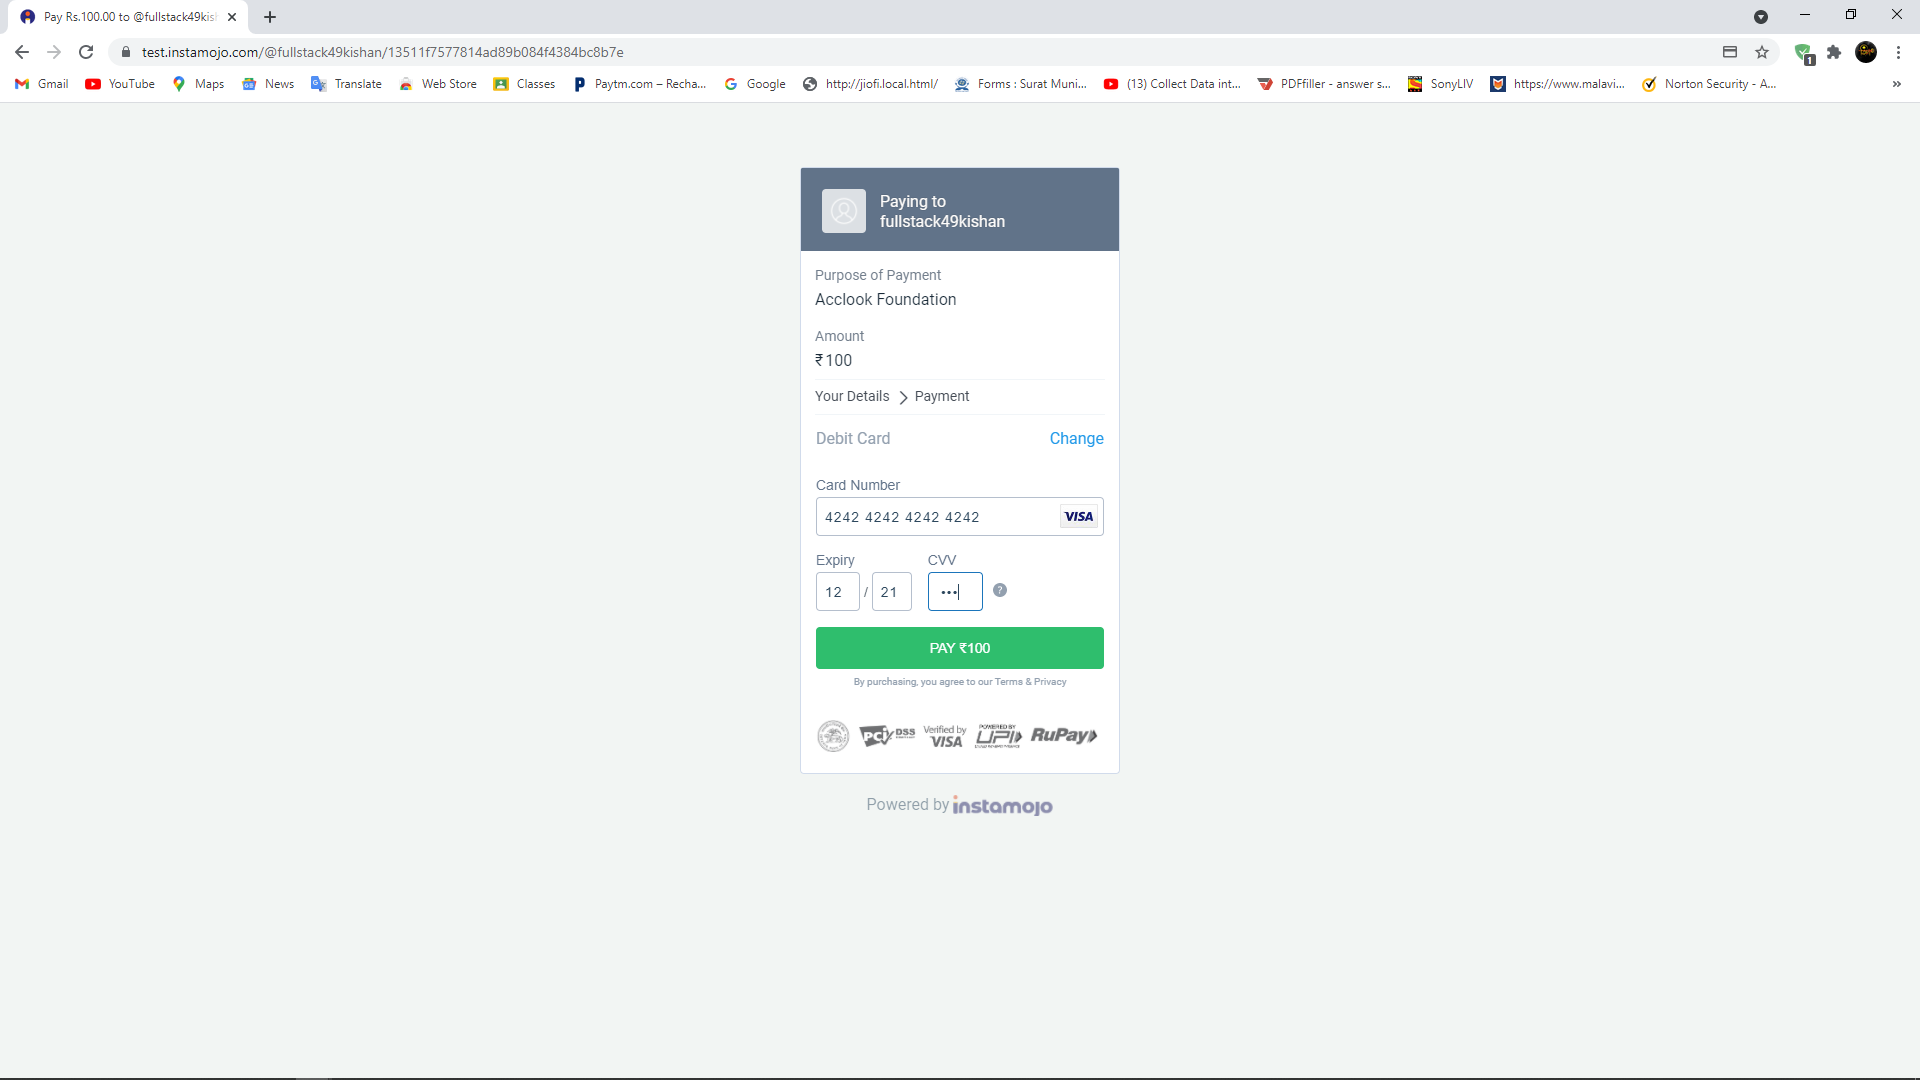 Pay Rs.100.00 to @fullstack49kish
test.instamojo.com/@fullstack49kishan/13511f7577814ad89b084f4384bc8b7e
Gmail YouTube Maps News Translate Web Store Classes Paytm.com – Recha... Google http://jiofi.local.html/ Forms : Surat Muni... (13) Collect Data int... PDFfiller - answer s... SonyLIV https://www.malavi... Norton Security - A... »
Paying to
fullstack49kishan
Purpose of Payment
Acclook Foundation
Amount
₹100
Your Details > Payment
Debit Card Change
Card Number
4242 4242 4242 4242 VISA
Expiry CVV
12 / 21 ••• ?
PAY ₹100
By purchasing, you agree to our Terms & Privacy
PCI DSS Verified by VISA POWERED BY UPI RuPay
Powered by instamojo